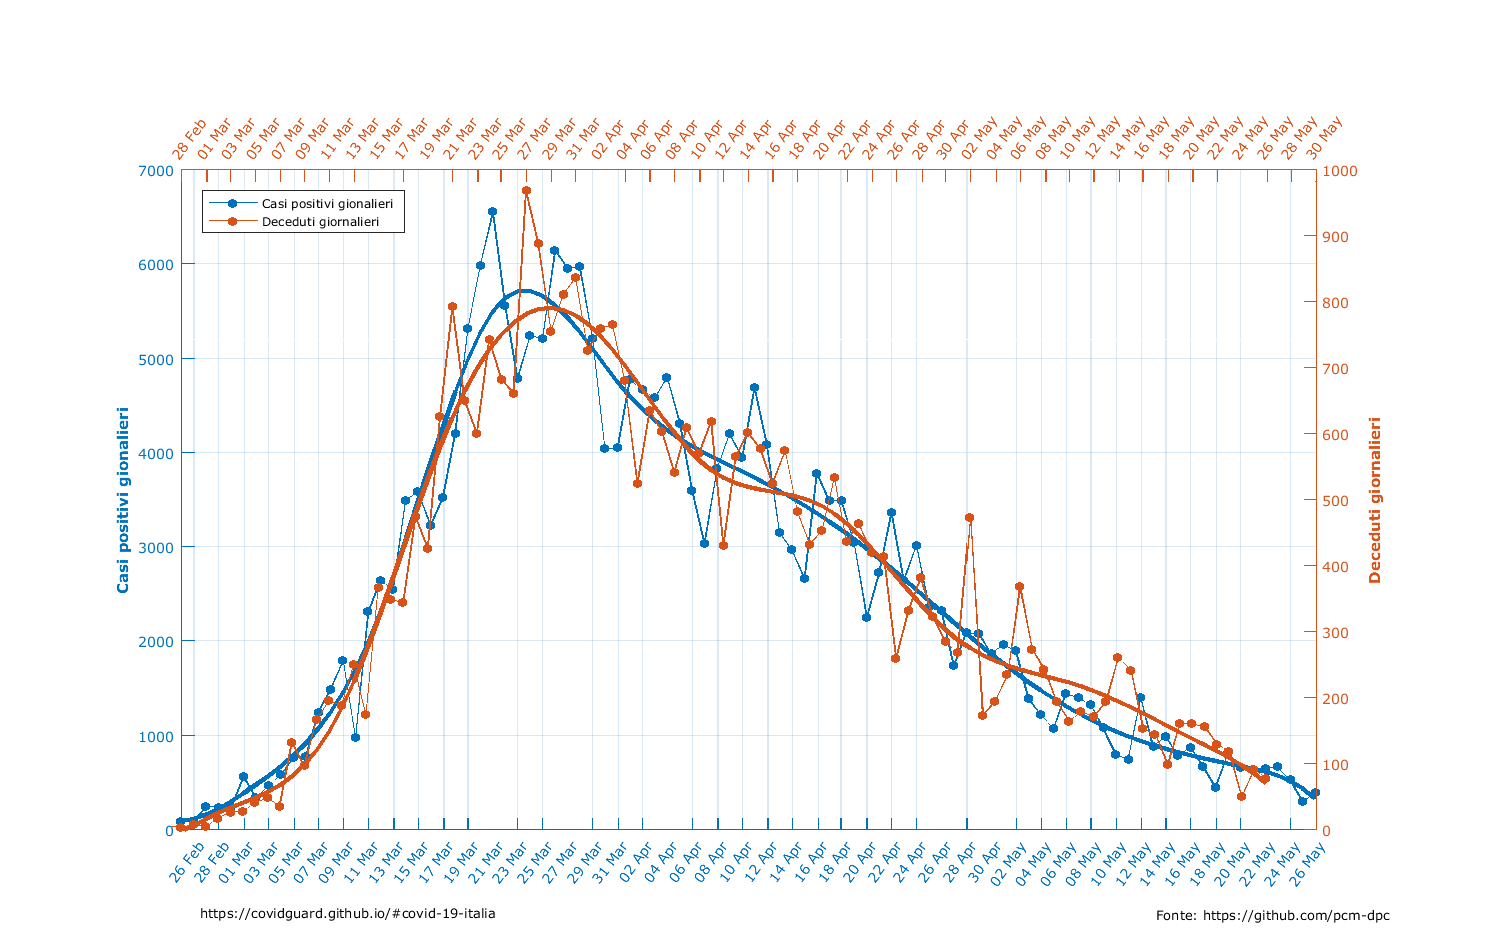 28 Feb 01 Mar 03 Mar 05 Mar 07 Mar 09 Mar 11 Mar 13 Mar 15 Mar 17 Mar 19 Mar 21 Mar 23 Mar 25 Mar 27 Mar 29 Mar 31 Mar 02 Apr 04 Apr 06 Apr 08 Apr 10 Apr 12 Apr 14 Apr 16 Apr 18 Apr 20 Apr 22 Apr 24 Apr 26 Apr 28 Apr 30 Apr 02 May 04 May 06 May 08 May 10 May 12 May 14 May 16 May 18 May 20 May 22 May 24 May 26 May 28 May 30 May
7000
6000
5000
4000
3000
2000
1000
0
Casi positivi gionalieri
Casi positivi gionalieri
Deceduti giornalieri
1000
900
800
700
600
500
400
300
200
100
0
Deceduti giornalieri
26 Feb 28 Feb 01 Mar 03 Mar 05 Mar 07 Mar 09 Mar 11 Mar 13 Mar 15 Mar 17 Mar 19 Mar 21 Mar 23 Mar 25 Mar 27 Mar 29 Mar 31 Mar 02 Apr 04 Apr 06 Apr 08 Apr 10 Apr 12 Apr 14 Apr 16 Apr 18 Apr 20 Apr 22 Apr 24 Apr 26 Apr 28 Apr 30 Apr 02 May 04 May 06 May 08 May 10 May 12 May 14 May 16 May 18 May 20 May 22 May 24 May 26 May
https://covidguard.github.io/#covid-19-italia
Fonte: https://github.com/pcm-dpc